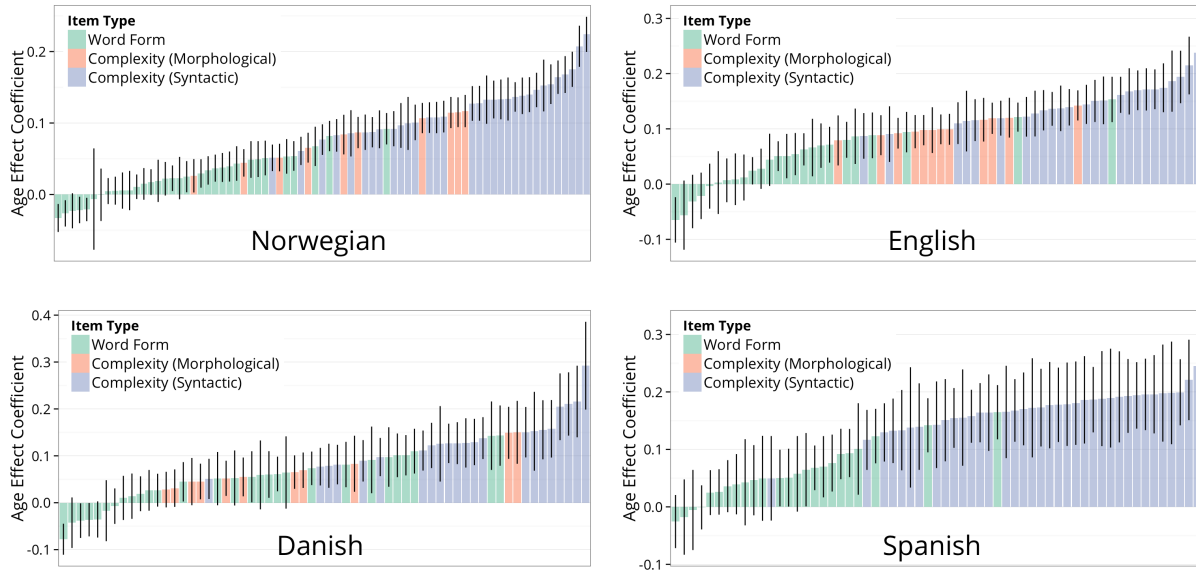 Age Effect Coefficient
0.2
0.1
0.0
Item Type
Word Form
Complexity (Morphological)
Complexity (Syntactic)
Norwegian
Age Effect Coefficient
0.3
0.2
0.1
0.0
-0.1
Item Type
Word Form
Complexity (Morphological)
Complexity (Syntactic)
English
Age Effect Coefficient
0.4
0.3
0.2
0.1
0.0
-0.1
Item Type
Word Form
Complexity (Morphological)
Complexity (Syntactic)
Danish
Age Effect Coefficient
0.3
0.2
0.1
0.0
-0.1
Item Type
Word Form
Complexity (Morphological)
Complexity (Syntactic)
Spanish